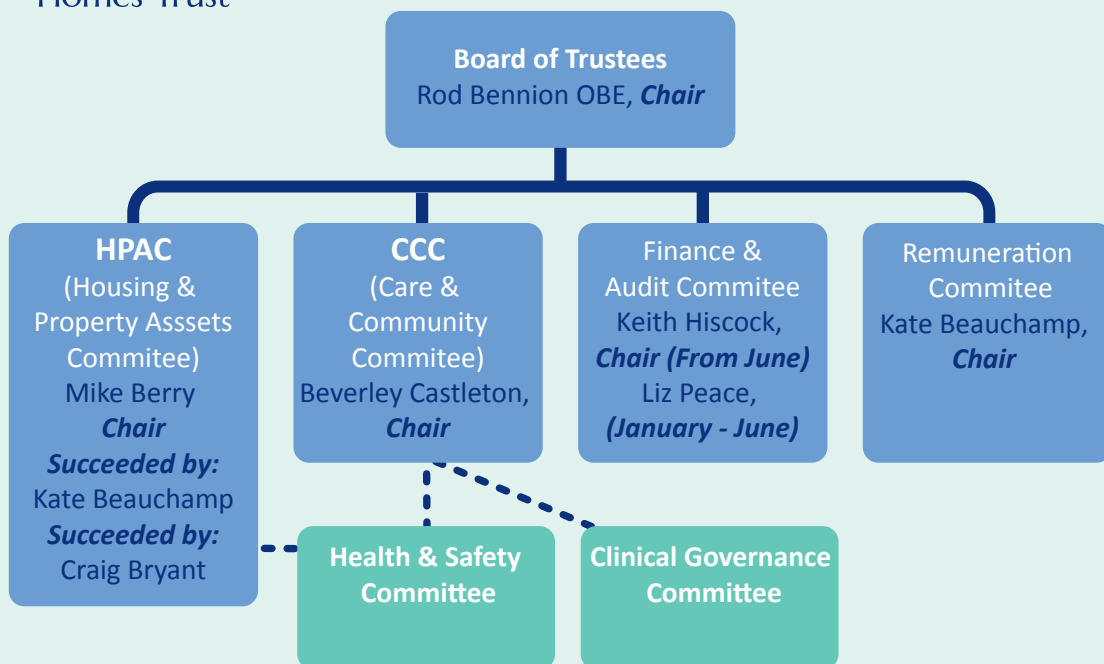 Homes Trust
Board of Trustees
Rod Bennion OBE, Chair
HPAC
(Housing &
Property Asssets
Commitee)
Mike Berry
Chair
Succeeded by:
Kate Beauchamp
Succeeded by:
Craig Bryant
CCC
(Care &
Community
Commitee)
Beverley Castleton,
Chair
Finance &
Audit Commitee
Keith Hiscock,
Chair (From June)
Liz Peace,
(January - June)
Remuneration
Commitee
Kate Beauchamp,
Chair
Health & Safety
Committee
Clinical Governance
Committee